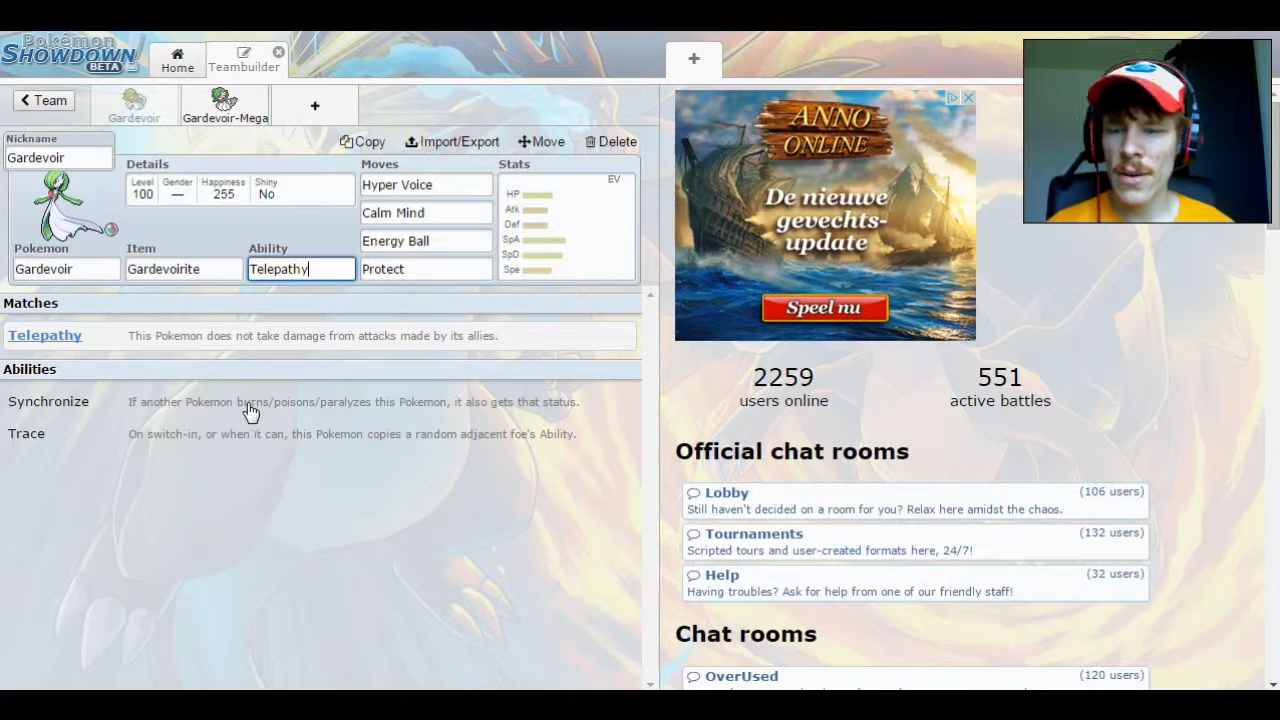 Pokémon
SHOWDOWN
BETA
Home
Teambuilder
+
< Team
Gardevoir
Gardevoir-Mega
+
Nickname
Gardevoir
Copy
Import/Export
Move
Delete
Details
Level
100
Gender
—
Happiness
255
Shiny
No
Moves
Hyper Voice
Calm Mind
Energy Ball
Protect
Stats
EV
HP
Atk
Def
SpA
SpD
Spe
Pokemon
Gardevoir
Item
Gardevoirite
Ability
Telepathy
Matches
Telepathy This Pokemon does not take damage from attacks made by its allies.
Abilities
Synchronize If another Pokemon burns/poisons/paralyzes this Pokemon, it also gets that status.
Trace On switch-in, or when it can, this Pokemon copies a random adjacent foe's Ability.
ANNO
ONLINE
De nieuwe
gevechts-
update
Speel nu
2259
users online
551
active battles
Official chat rooms
Lobby (106 users)
Still haven't decided on a room for you? Relax here amidst the chaos.
Tournaments (132 users)
Scripted tours and user-created formats here, 24/7!
Help (32 users)
Having troubles? Ask for help from one of our friendly staff!
Chat rooms
OverUsed (120 users)